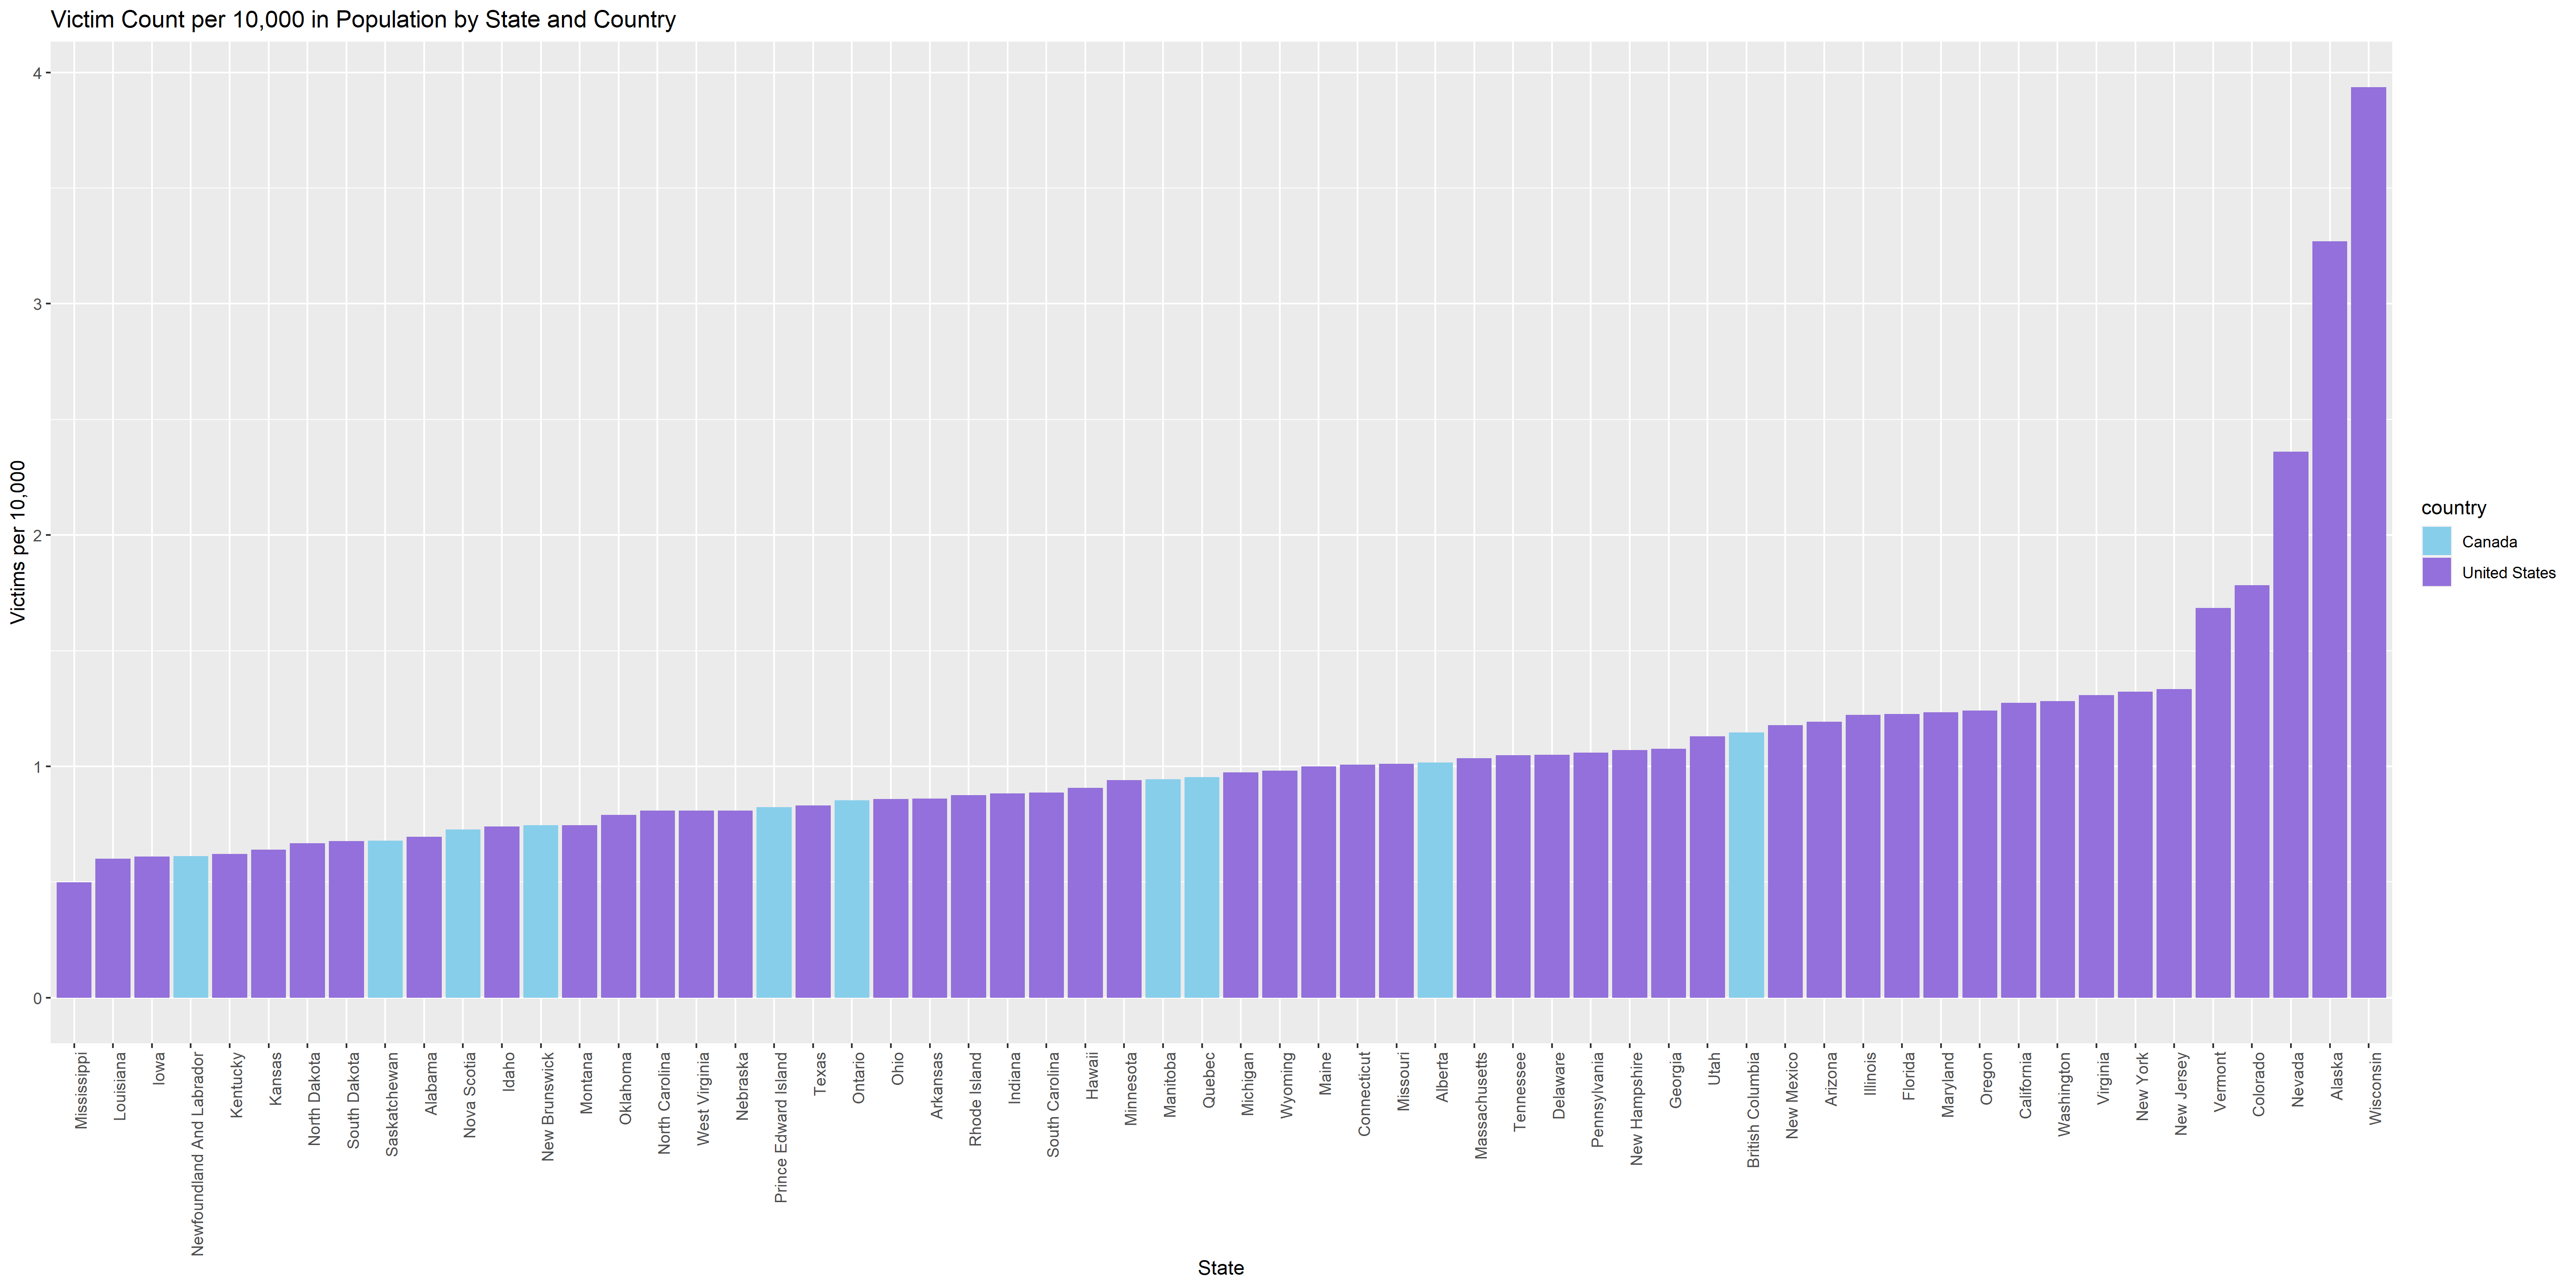 Victim Count per 10,000 in Population by State and Country
Victims per 10,000
4
3
2
1
0
Mississippi
Louisiana
Iowa
Newfoundland And Labrador
Kentucky
Kansas
North Dakota
South Dakota
Saskatchewan
Alabama
Nova Scotia
Idaho
New Brunswick
Montana
Oklahoma
North Carolina
West Virginia
Nebraska
Prince Edward Island
Texas
Ontario
Ohio
Arkansas
Rhode Island
Indiana
South Carolina
Hawaii
Minnesota
Manitoba
Quebec
Michigan
Wyoming
Maine
Connecticut
Missouri
Alberta
Massachusetts
Tennessee
Delaware
Pennsylvania
New Hampshire
Georgia
Utah
British Columbia
New Mexico
Arizona
Illinois
Florida
Maryland
Oregon
California
Washington
Virginia
New York
New Jersey
Vermont
Colorado
Nevada
Alaska
Wisconsin
State
country
Canada
United States